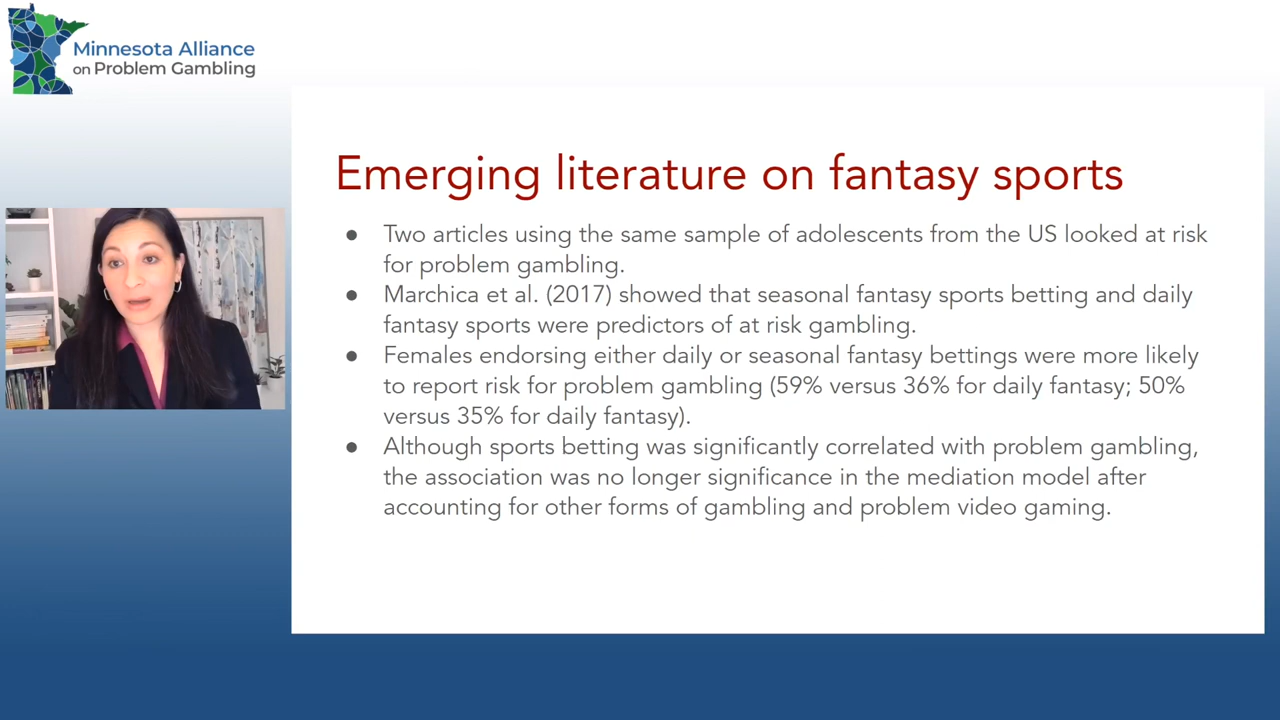 Minnesota Alliance
on Problem Gambling
Emerging literature on fantasy sports
● Two articles using the same sample of adolescents from the US looked at risk
for problem gambling.
● Marchica et al. (2017) showed that seasonal fantasy sports betting and daily
fantasy sports were predictors of at risk gambling.
● Females endorsing either daily or seasonal fantasy bettings were more likely
to report risk for problem gambling (59% versus 36% for daily fantasy; 50%
versus 35% for daily fantasy).
● Although sports betting was significantly correlated with problem gambling,
the association was no longer significance in the mediation model after
accounting for other forms of gambling and problem video gaming.